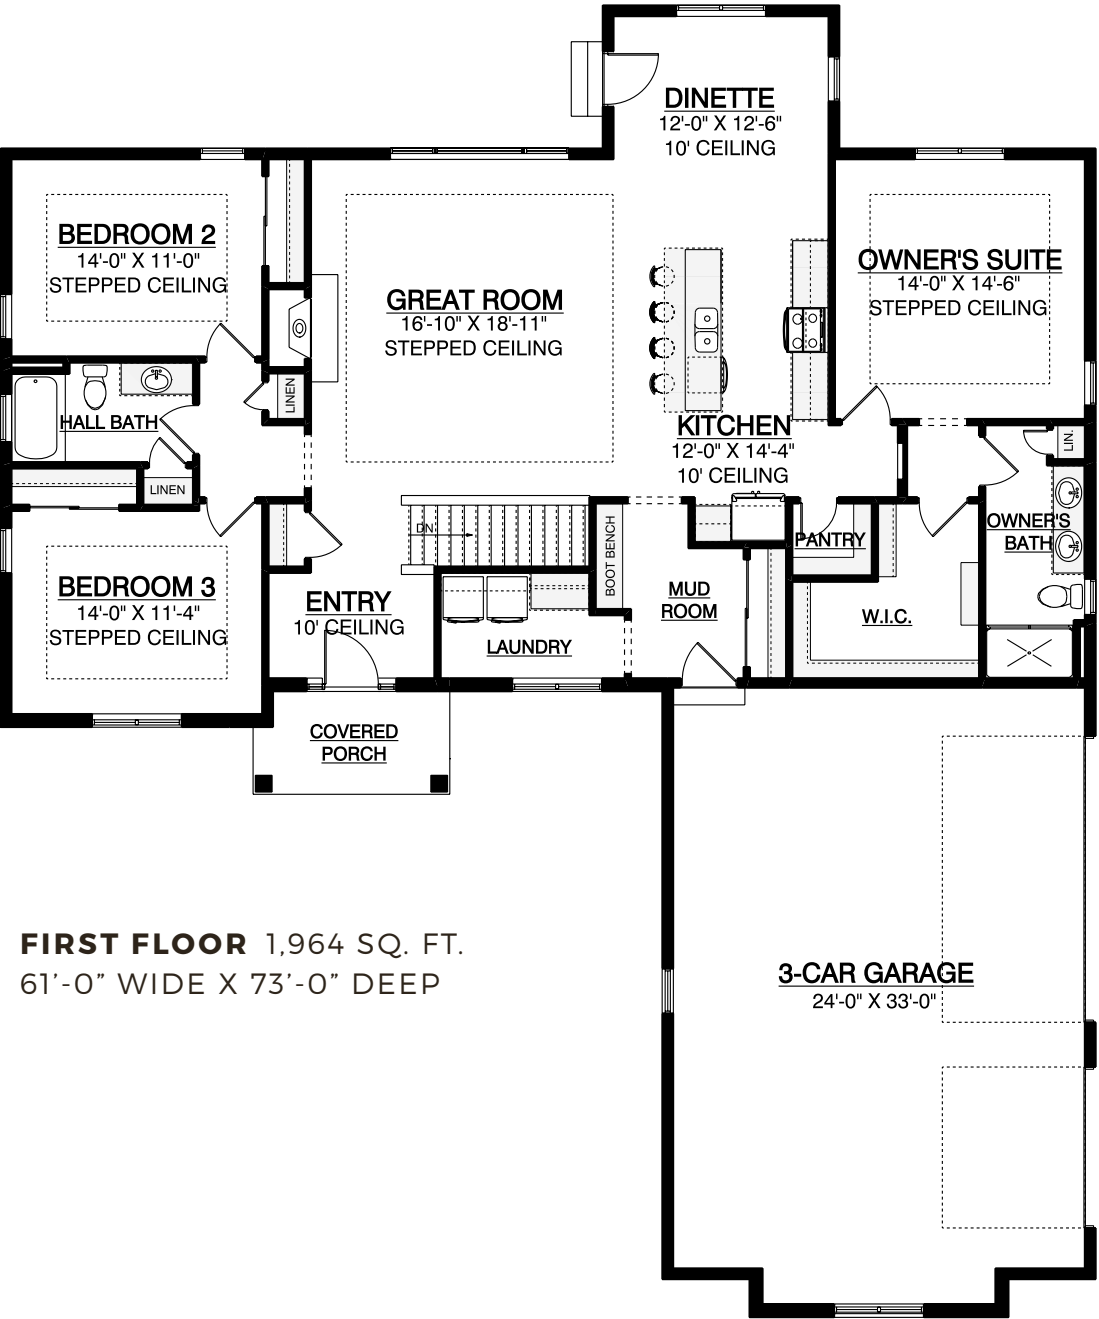 DINETTE
12'-0" X 12'-6"
10' CEILING
BEDROOM 2
14'-0" X 11'-0"
STEPPED CEILING
GREAT ROOM
16'-10" X 18'-11"
STEPPED CEILING
OWNER'S SUITE
14'-0" X 14'-6"
STEPPED CEILING
LINEN
HALL BATH
KITCHEN
12'-0" X 14'-4"
10' CEILING
LIN.
LINEN
DN
BOOT BENCH
PANTRY
OWNER'S
BATH
BEDROOM 3
14'-0" X 11'-4"
STEPPED CEILING
ENTRY
10' CEILING
MUD
ROOM
W.I.C.
LAUNDRY
COVERED
PORCH
FIRST FLOOR 1,964 SQ. FT.
61’-0” WIDE X 73’-0” DEEP
3-CAR GARAGE
24'-0" X 33'-0"